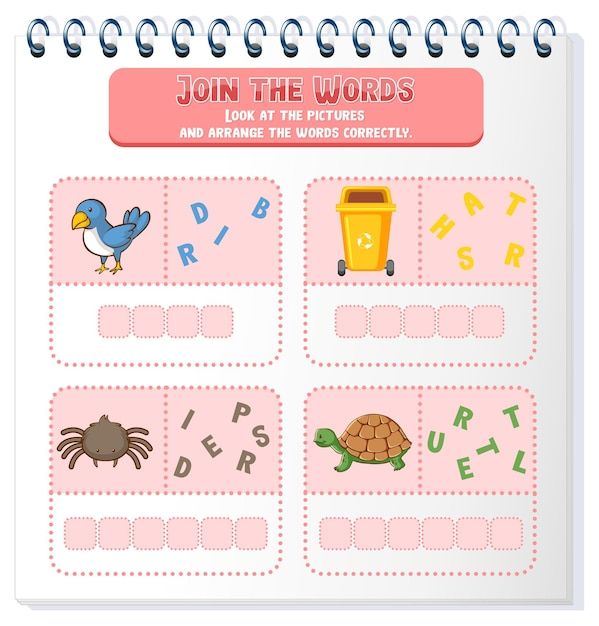 JOIN THE WORDS
LOOK AT THE PICTURES
AND ARRANGE THE WORDS CORRECTLY.
D B
R I
A T
H S R
I P S
D E R
R T
U E T L